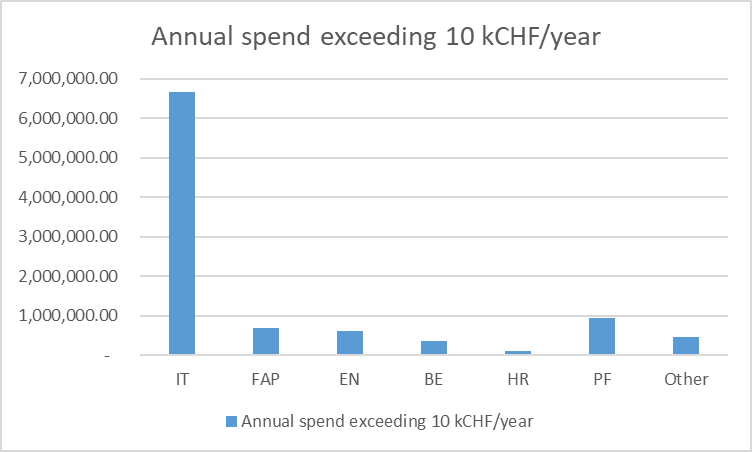 Annual spend exceeding 10 kCHF/year
7,000,000.00
6,000,000.00
5,000,000.00
4,000,000.00
3,000,000.00
2,000,000.00
1,000,000.00
-
IT FAP EN BE HR PF Other
Annual spend exceeding 10 kCHF/year